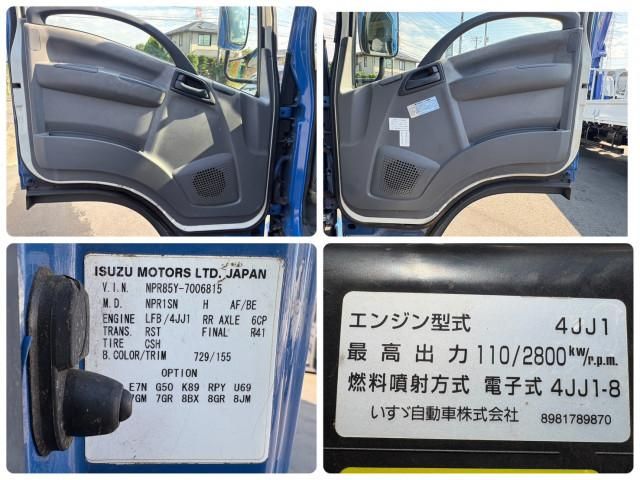 ISUZU MOTORS LTD. JAPAN
V.I.N. NPR85Y-7006815
M.D. NPR1SN H AF/BE
ENGINE LFB/4JJ1 RR AXLE 6CP
TRANS. RST FINAL R41
TIRE CSH
B.COLOR/TRIM 729/155
OPTION
E7N G50 K89 RPY U69
7GM 7GR 8BX 8GR 8JM
エンジン型式 4JJ1
最高出力 110/2800kw/r.p.m.
燃料噴射方式 電子式 4JJ1-8
いすゞ自動車株式会社 8981789870